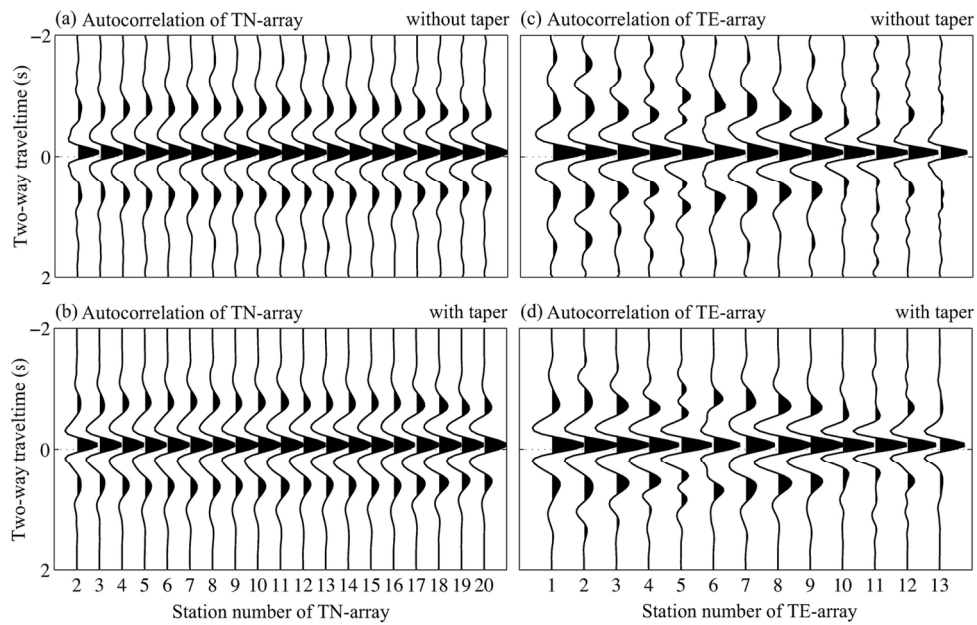 (a) Autocorrelation of TN-array without taper
−2
0
2
Two-way traveltime (s)
(c) Autocorrelation of TE-array without taper
(b) Autocorrelation of TN-array with taper
−2
0
2
Two-way traveltime (s)
2 3 4 5 6 7 8 9 10 11 12 13 14 15 16 17 18 19 20
Station number of TN-array
(d) Autocorrelation of TE-array with taper
1 2 3 4 5 6 7 8 9 10 11 12 13
Station number of TE-array